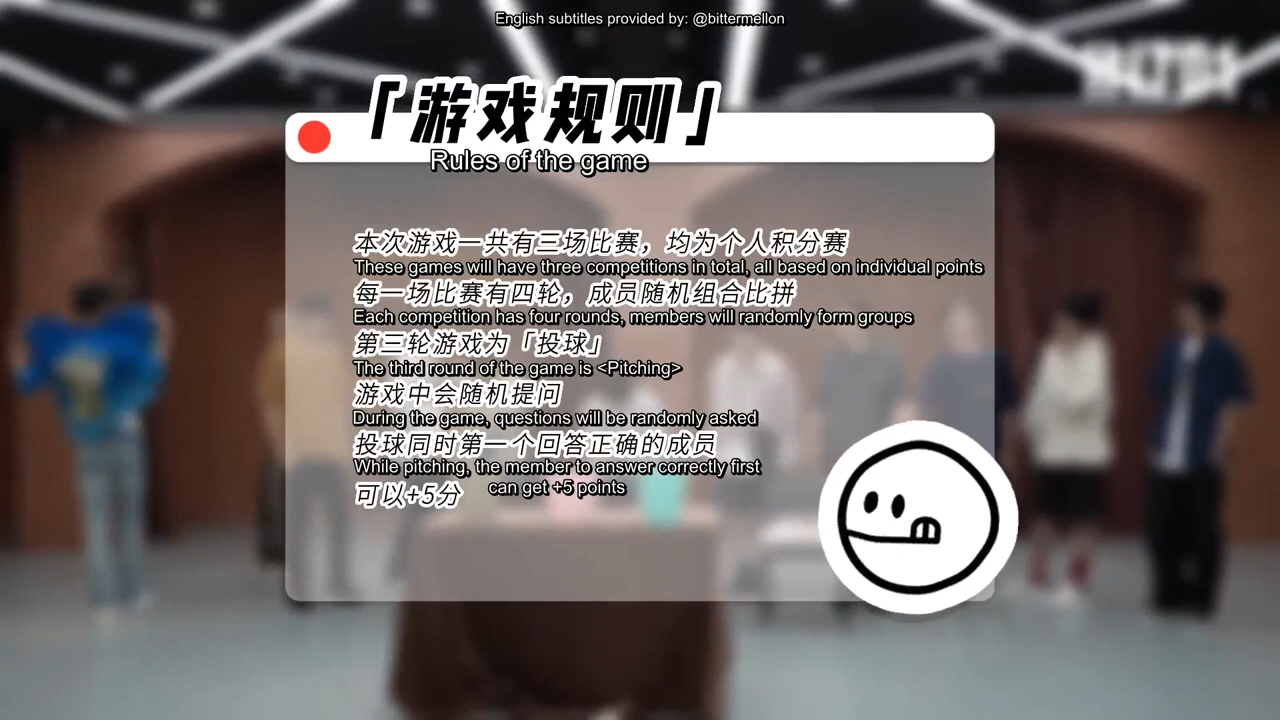 English subtitles provided by: @bittermellon
「游戏规则」
Rules of the game
本次游戏一共有三场比赛，均为个人积分赛
These games will have three competitions in total, all based on individual points
每一场比赛有四轮，成员随机组合比拼
Each competition has four rounds, members will randomly form groups
第三轮游戏为「投球」
The third round of the game is <Pitching>
游戏中会随机提问
During the game, questions will be randomly asked
投球同时第一个回答正确的成员
While pitching, the member to answer correctly first
可以+5分
can get +5 points